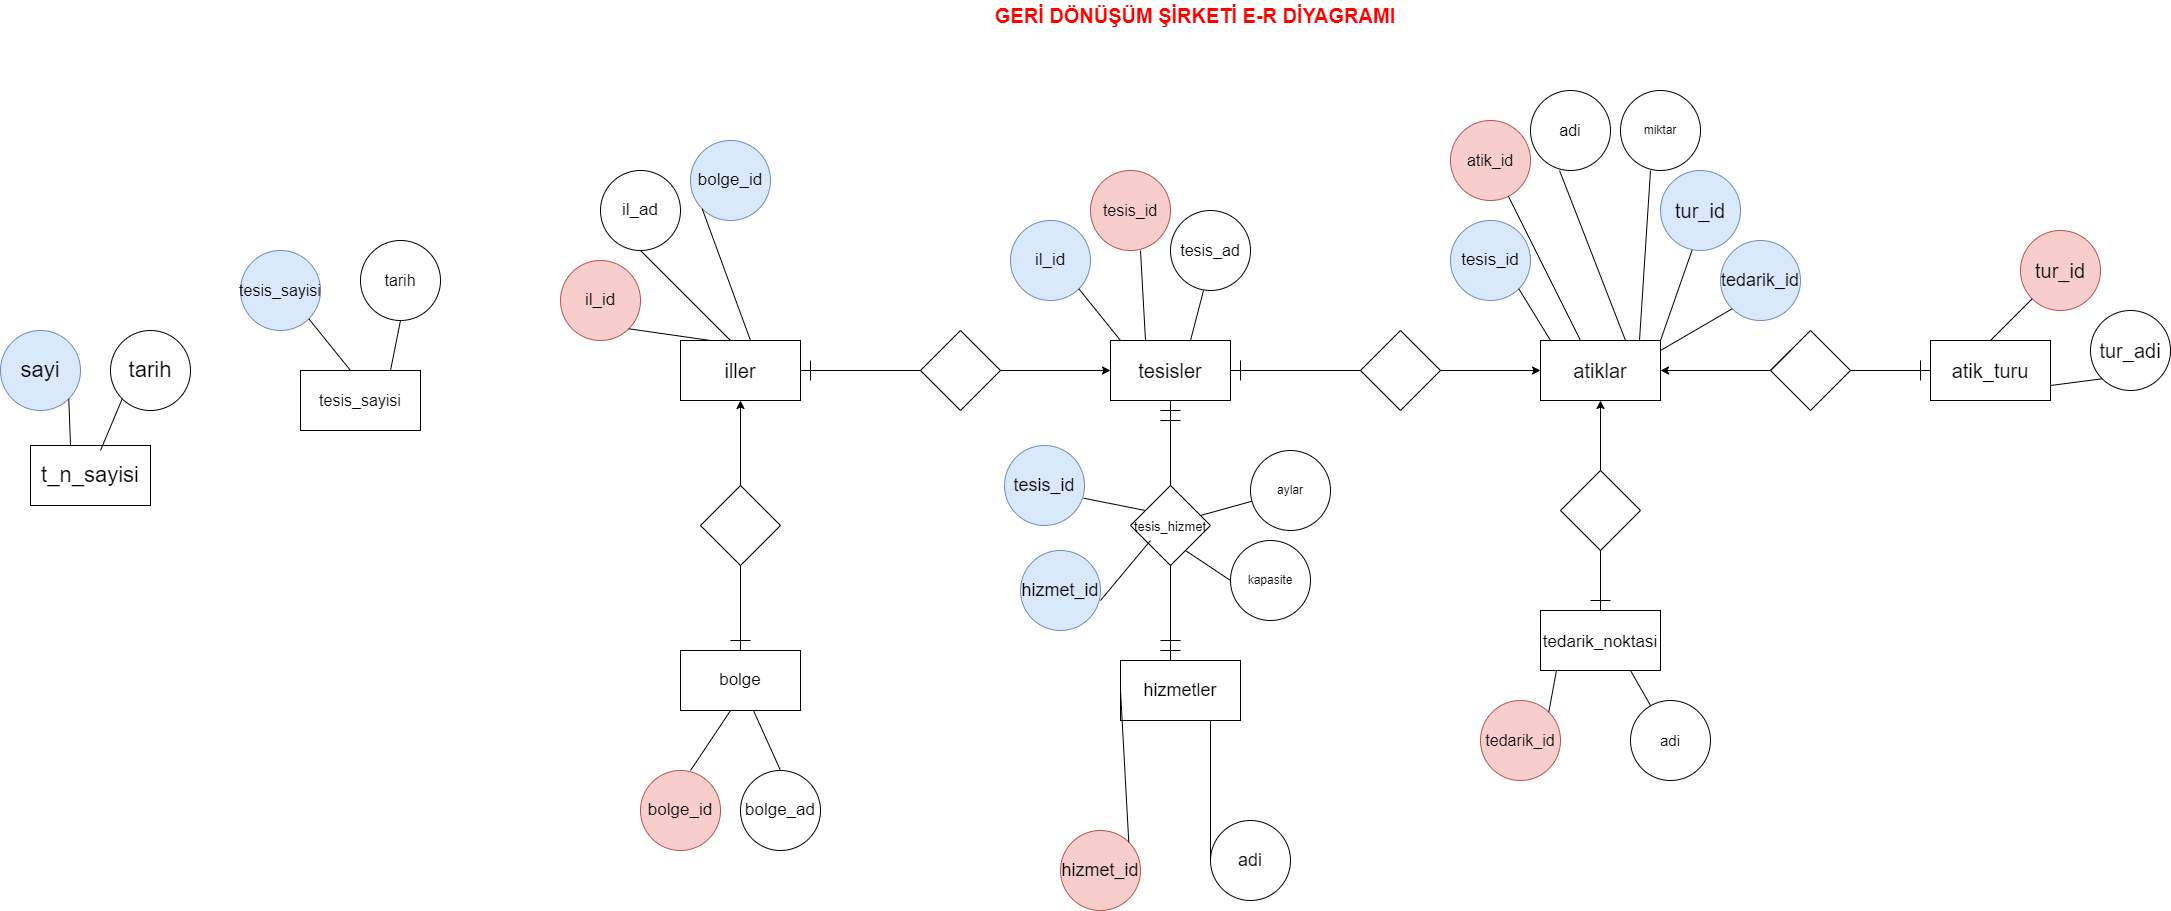 GERİ DÖNÜŞÜM ŞİRKETİ E-R DİYAGRAMI
sayi
tarih
t_n_sayisi
tesis_sayisi
tarih
tesis_sayisi
il_id
il_ad
bolge_id
iller
bolge
bolge_id
bolge_ad
il_id
tesis_id
tesis_ad
tesisler
tesis_id
hizmet_id
tesis_hizmet
aylar
kapasite
hizmetler
hizmet_id
adi
atik_id
adi
miktar
tesis_id
tur_id
tedarik_id
atiklar
tedarik_noktasi
tedarik_id
adi
tur_id
tur_adi
atik_turu